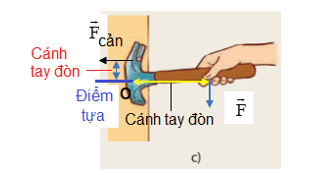 F
cản
Cánh
tay đòn
O
Điểm
tựa
Cánh tay đòn
F
c)